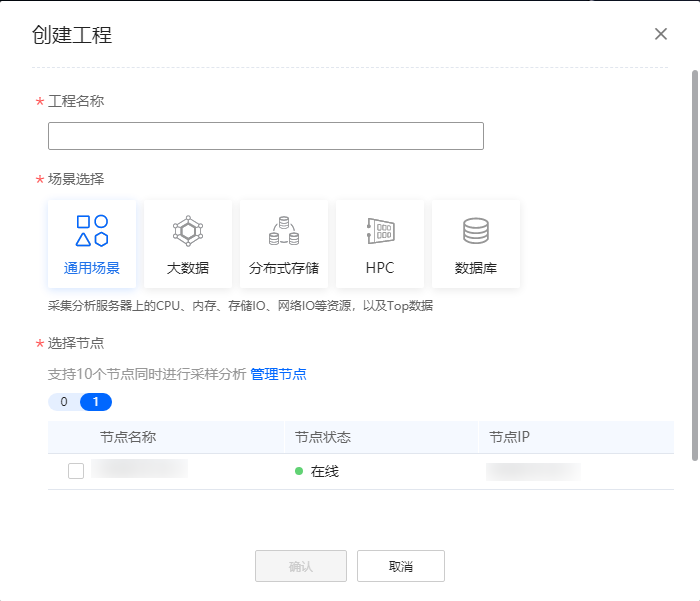 创建工程
* 工程名称
* 场景选择
通用场景 大数据 分布式存储 HPC 数据库
采集分析服务器上的CPU、内存、存储IO、网络IO等资源，以及Top数据
* 选择节点
支持10个节点同时进行采样分析 管理节点
0 1
节点名称 节点状态 节点IP
在线
确认 取消